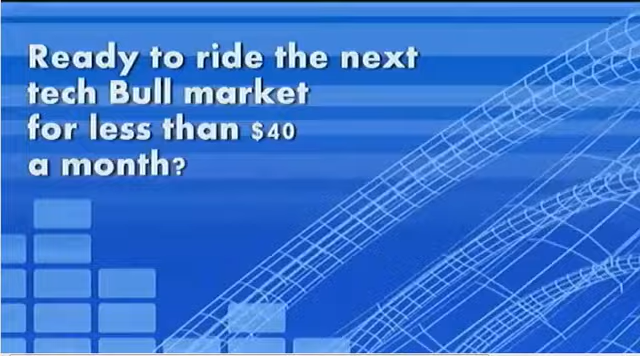 Ready to ride the next
tech Bull market
for less than $40
a month?